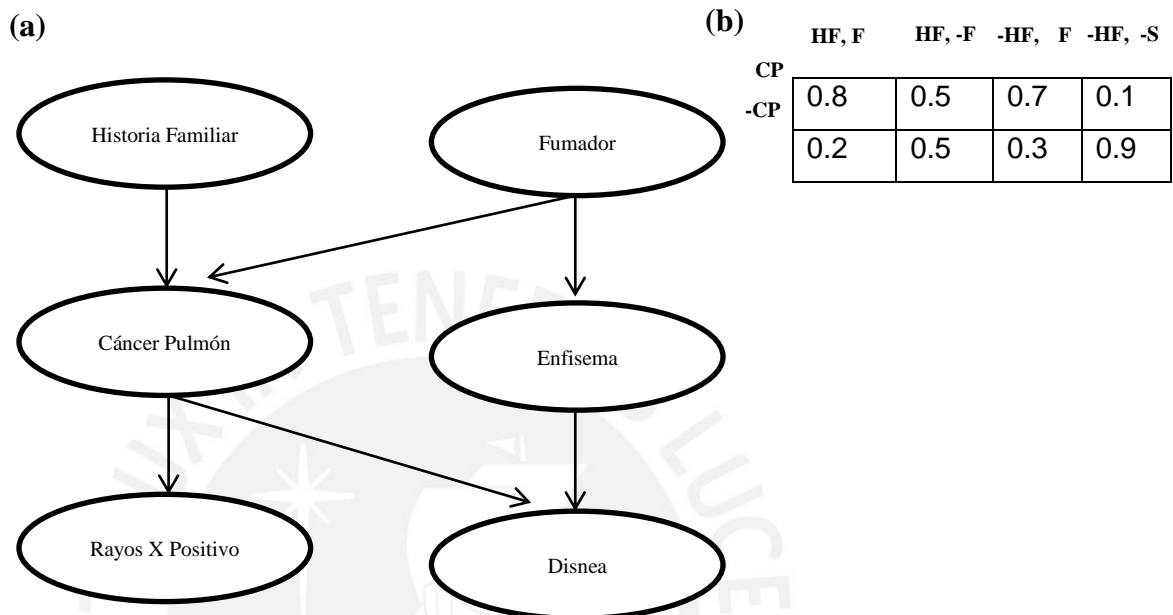 (a)
(b)
HF, F HF, -F -HF, F -HF, -S
CP
-CP
0.8 0.5 0.7 0.1
0.2 0.5 0.3 0.9
Historia Familiar
Fumador
Cáncer Pulmón
Enfisema
Rayos X Positivo
Disnea